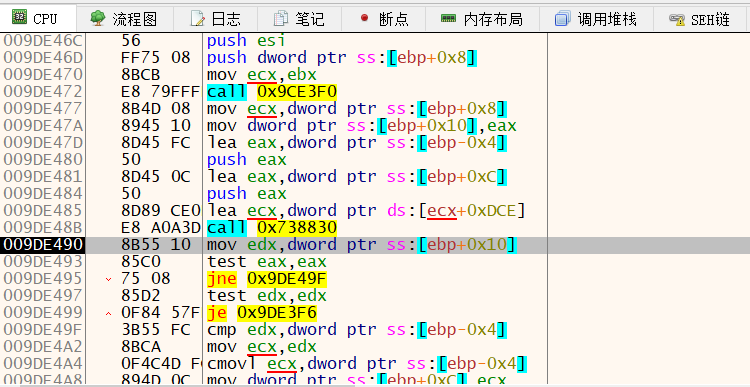 CPU 流程图 日志 笔记 断点 内存布局 调用堆栈 SEH链
009DE46C 56 push esi
009DE46D FF75 08 push dword ptr ss:[ebp+0x8]
009DE470 8BCB mov ecx,ebx
009DE472 E8 79FFF call 0x9CE3F0
009DE477 8B4D 08 mov ecx,dword ptr ss:[ebp+0x8]
009DE47A 8945 10 mov dword ptr ss:[ebp+0x10],eax
009DE47D 8D45 FC lea eax,dword ptr ss:[ebp-0x4]
009DE480 50 push eax
009DE481 8D45 0C lea eax,dword ptr ss:[ebp+0xC]
009DE484 50 push eax
009DE485 8D89 CE0 lea ecx,dword ptr ds:[ecx+0xDCE]
009DE48B E8 A0A3D call 0x738830
009DE490 8B55 10 mov edx,dword ptr ss:[ebp+0x10]
009DE493 85C0 test eax,eax
009DE495 75 08 jne 0x9DE49F
009DE497 85D2 test edx,edx
009DE499 0F84 57F je 0x9DE3F6
009DE49F 3B55 FC cmp edx,dword ptr ss:[ebp-0x4]
009DE4A2 8BCA mov ecx,edx
009DE4A4 0F4C4D F cmovl ecx,dword ptr ss:[ebp-0x4]
009DE4A8 894D 0C mov dword ptr ss:[ebp+0xC],ecx